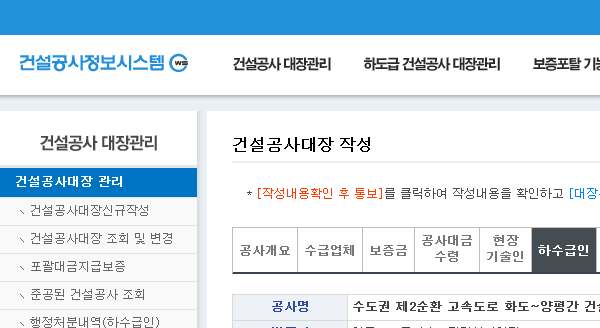 건설공사정보시스템 WS
건설공사 대장관리 하도급 건설공사 대장관리 보증포탈
건설공사 대장관리
건설공사대장 관리
건설공사대장신규작성
건설공사대장 조회 및 변경
포괄대금지급보증
준공된 건설공사 조회
행정처분내역(하수급인)
건설공사대장 작성
* [작성내용확인 후 통보]를 클릭하여 작성내용을 확인하고
공사개요 수급업체 보증금 공사대금 수령 현장 기술인 하수급인
공사명 수도권 제2순환 고속도로 화도~양평간